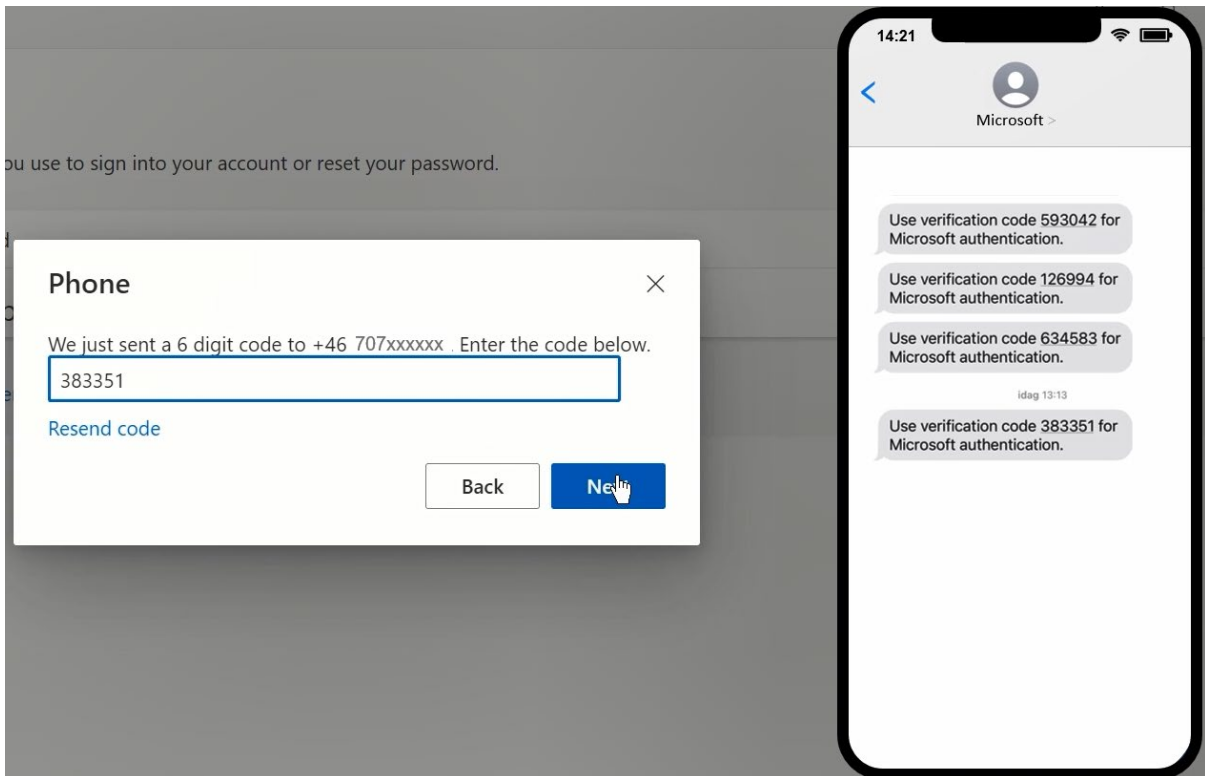 ou use to sign into your account or reset your password.
Phone
We just sent a 6 digit code to +46 707xxxxxx . Enter the code below.
383351
Resend code
Back
14:21
Microsoft >
Use verification code 593042 for
Microsoft authentication.
Use verification code 126994 for
Microsoft authentication.
Use verification code 634583 for
Microsoft authentication.
idag 13:13
Use verification code 383351 for
Microsoft authentication.